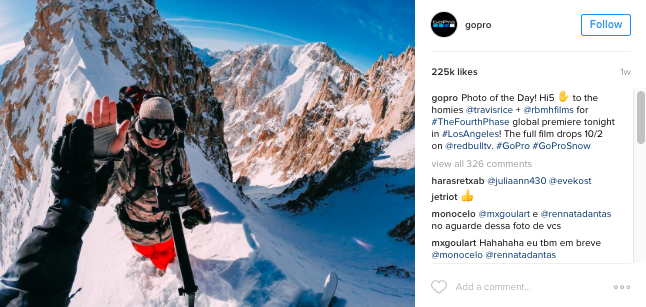 GoPro
gopro
Follow
225k likes
1w
gopro Photo of the Day! Hi5 ✋ to the
homies @travisrice + @rbmhfilms for
#TheFourthPhase global premiere tonight
in #LosAngeles! The full film drops 10/2
on @redbulltv. #GoPro #GoProSnow
view all 326 comments
harasretxab @juliaann430 @evekost
jetriot 👍
monocelo @mxgoulart e @rennatadantas
no aguarde dessa foto de vcs
mxgoulart Hahahaha eu tbm em breve
@monocelo @rennatadantas
Add a comment...